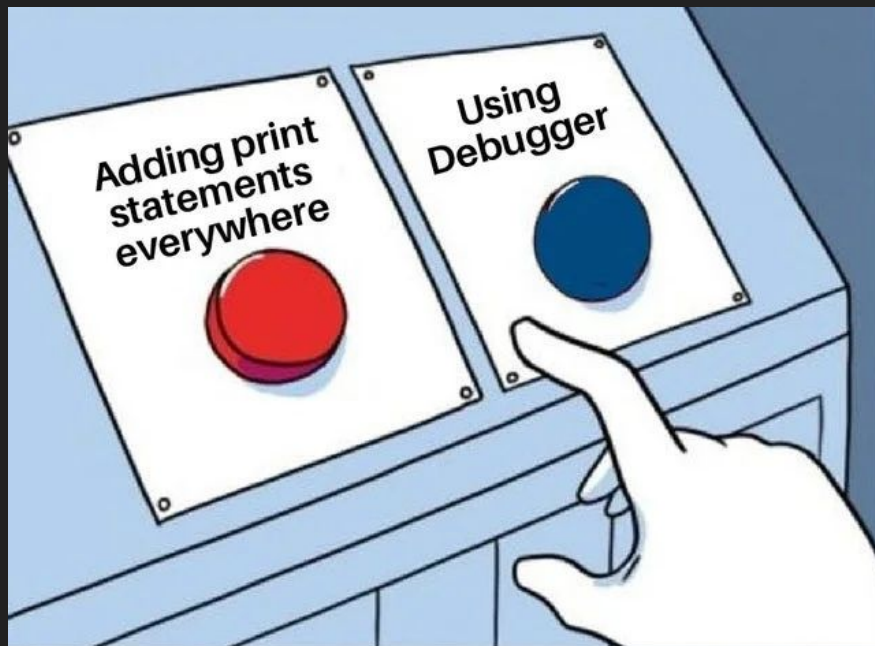 Adding print
statements
everywhere
Using
Debugger